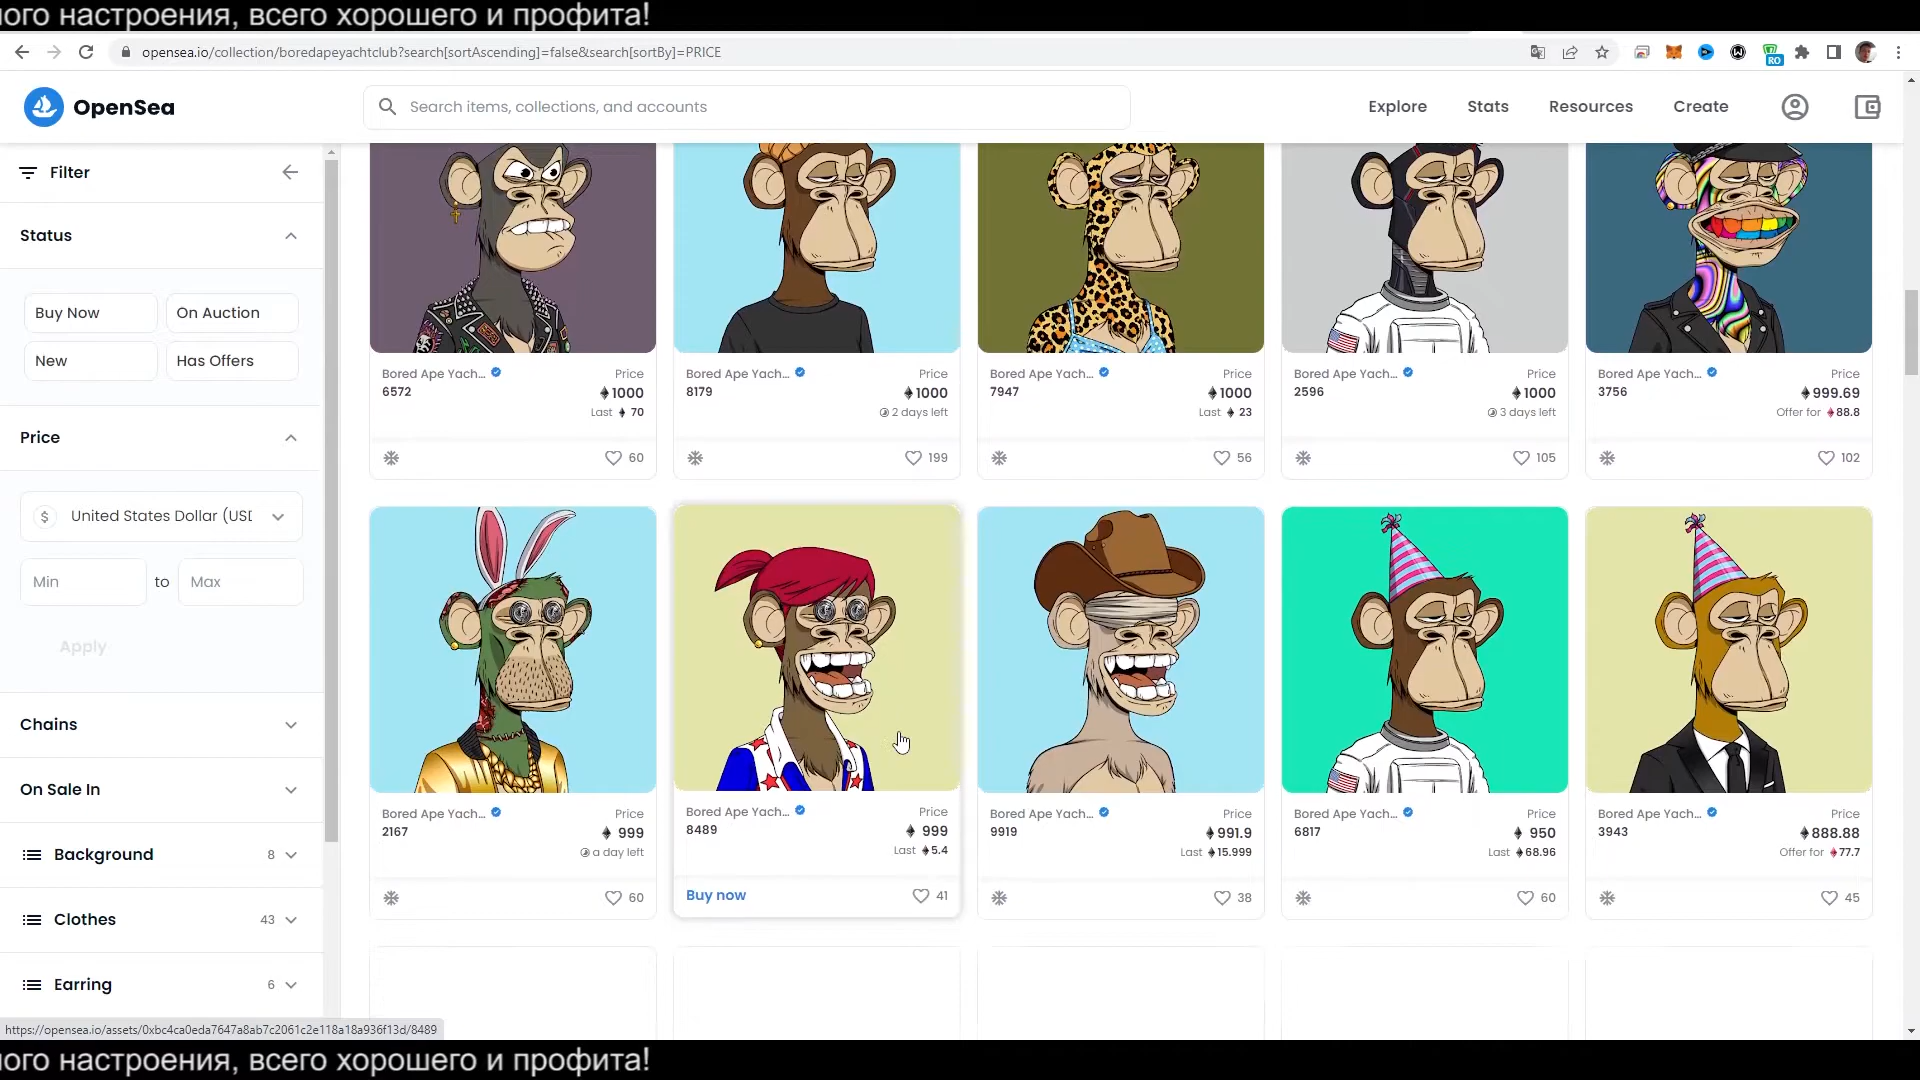 ного настроения, всего хорошего и профита!
opensea.io/collection/boredapeyachtclub?search[sortAscending]=false&search[sortBy]=PRICE
RO
OpenSea
Search items, collections, and accounts
Explore
Stats
Resources
Create
Filter
Status
Buy Now
On Auction
New
Has Offers
Price
$
United States Dollar (USD
Min
to
Max
Apply
Chains
On Sale In
Background
8
Clothes
43
Earring
6
Bored Ape Yach...
Price
6572
1000
Last 70
60
Bored Ape Yach...
Price
8179
1000
2 days left
199
Bored Ape Yach...
Price
7947
1000
Last 23
56
Bored Ape Yach...
Price
2596
1000
3 days left
105
Bored Ape Yach...
Price
3756
999.69
Offer for 88.8
102
Bored Ape Yach...
Price
2167
999
a day left
60
Bored Ape Yach...
Price
8489
999
Last 5.4
Buy now
41
Bored Ape Yach...
Price
9919
991.9
Last 15.999
38
Bored Ape Yach...
Price
6817
950
Last 68.96
60
Bored Ape Yach...
Price
3943
888.88
Offer for 77.7
45
https://opensea.io/assets/0xbc4ca0eda7647a8ab7c2061c2e118a18a936f13d/8489
ного настроения, всего хорошего и профита!